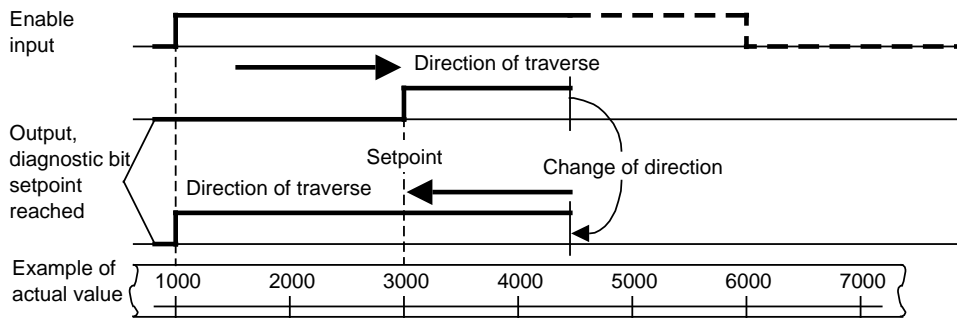 Enable
input
Direction of traverse
Output,
diagnostic bit
setpoint
reached
Setpoint
Change of direction
Direction of traverse
Example of
actual value
1000 2000 3000 4000 5000 6000 7000